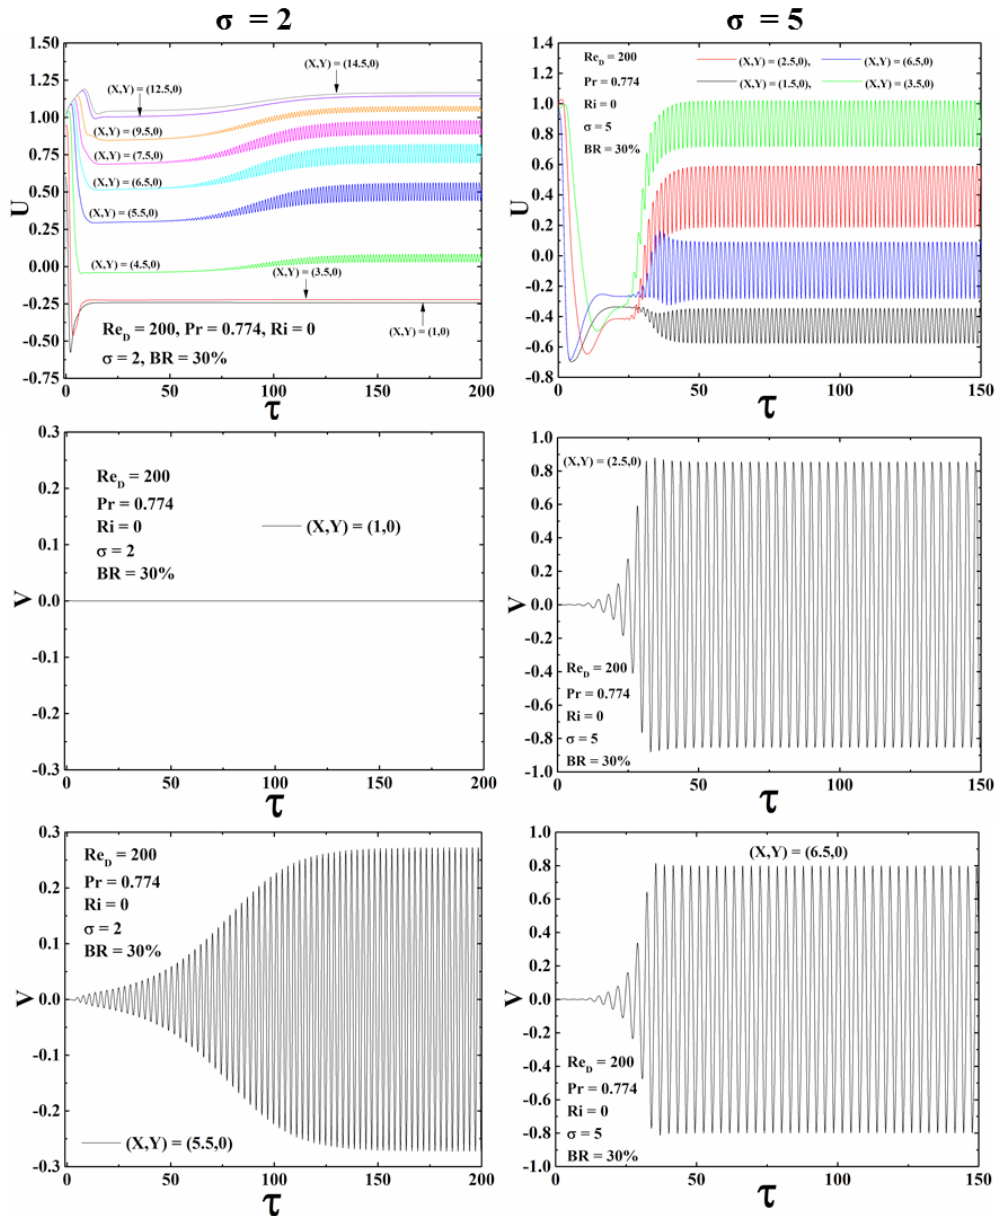 σ = 2
σ = 5
1.50
1.25
1.00
0.75
0.50
0.25
0.00
-0.25
-0.50
-0.75
U
(X,Y) = (14.5,0)
(X,Y) = (12.5,0)
(X,Y) = (9.5,0)
(X,Y) = (7.5,0)
(X,Y) = (6.5,0)
(X,Y) = (5.5,0)
(X,Y) = (4.5,0)
(X,Y) = (3.5,0)
(X,Y) = (1,0)
Re_D = 200, Pr = 0.774, Ri = 0
σ = 2, BR = 30%
0 50 100 150 200
τ
1.4
1.2
1.0
0.8
0.6
0.4
0.2
0.0
-0.2
-0.4
-0.6
-0.8
U
Re_D = 200
Pr = 0.774
Ri = 0
σ = 5
BR = 30%
(X,Y) = (2.5,0), (X,Y) = (6.5,0)
(X,Y) = (1.5,0), (X,Y) = (3.5,0)
0 50 100 150
τ
0.3
0.2
0.1
0.0
-0.1
-0.2
-0.3
V
Re_D = 200
Pr = 0.774
Ri = 0
σ = 2
BR = 30%
(X,Y) = (1,0)
0 50 100 150 200
τ
1.0
0.8
0.6
0.4
0.2
0.0
-0.2
-0.4
-0.6
-0.8
-1.0
V
(X,Y) = (2.5,0)
Re_D = 200
Pr = 0.774
Ri = 0
σ = 5
BR = 30%
0 50 100 150
τ
0.3
0.2
0.1
0.0
-0.1
-0.2
-0.3
V
Re_D = 200
Pr = 0.774
Ri = 0
σ = 2
BR = 30%
(X,Y) = (5.5,0)
0 50 100 150 200
τ
1.0
0.8
0.6
0.4
0.2
0.0
-0.2
-0.4
-0.6
-0.8
-1.0
V
(X,Y) = (6.5,0)
Re_D = 200
Pr = 0.774
Ri = 0
σ = 5
BR = 30%
0 50 100 150
τ